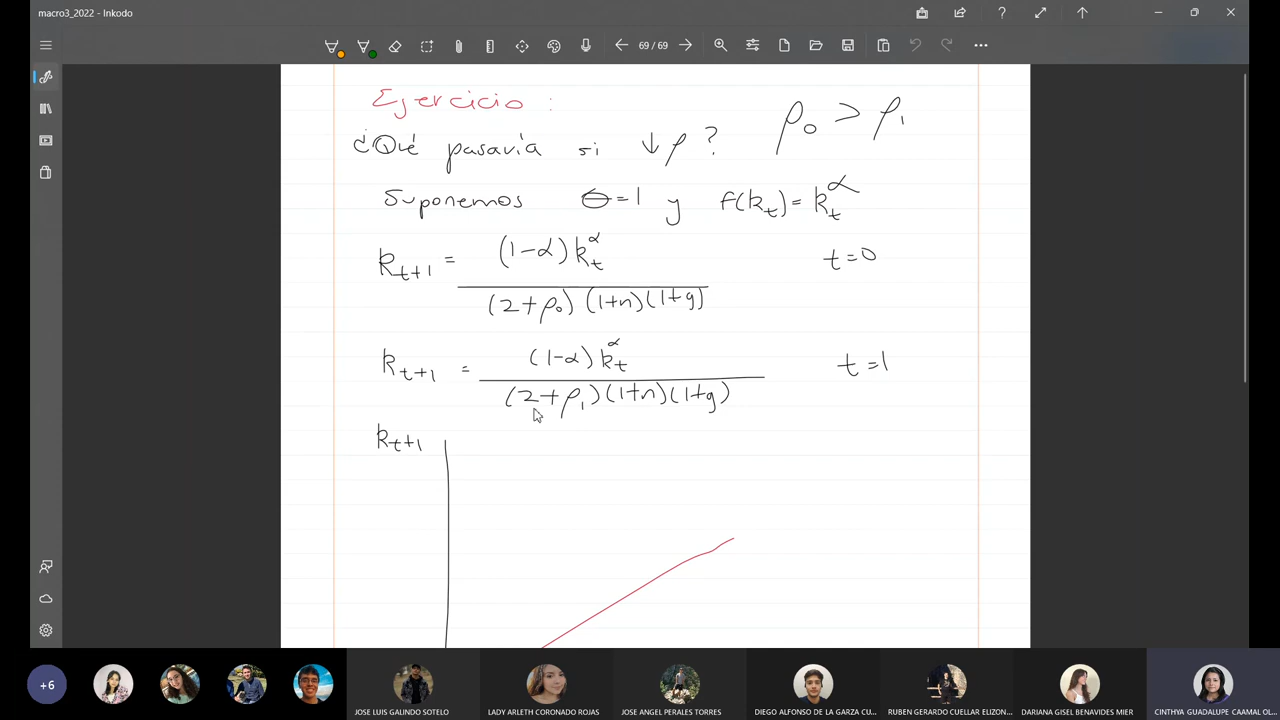 macro3_2022 - Inkodo
69 / 69
Ejercicio :
¿Qué pasaría si ↓ρ ? ρ₀ > ρ₁
Suponemos θ=1 y f(kₜ) = kₜ^α
kₜ₊₁ = (1-α) kₜ^α t=0
(2+ρ₀) (1+n)(1+g)
kₜ₊₁ = (1-α) kₜ^α t=1
(2+ρ₁)(1+n)(1+g)
kₜ₊₁
+6
JOSE LUIS GALINDO SOTELO
LADY ARLETH CORONADO ROJAS
JOSE ANGEL PERALES TORRES
DIEGO ALFONSO DE LA GARZA CU...
RUBEN GERARDO CUELLAR ELIZON...
DARIANA GISEL BENAVIDES MIER
CINTHYA GUADALUPE CAAMAL OL...